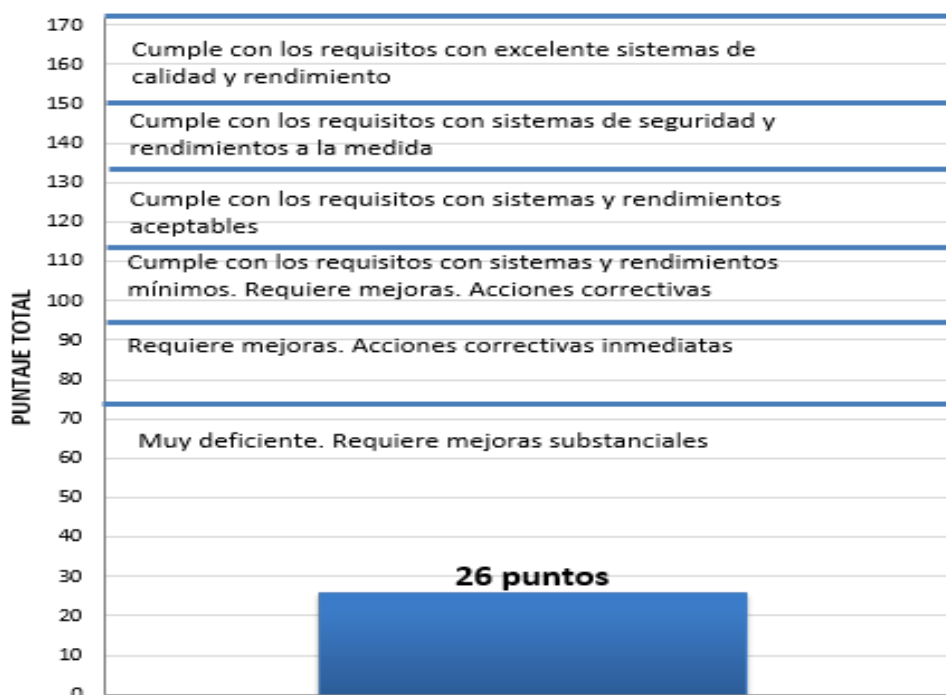 PUNTAJE TOTAL
170
160
150
140
130
120
110
100
90
80
70
60
50
40
30
20
10
0
Cumple con los requisitos con excelente sistemas de
calidad y rendimiento
Cumple con los requisitos con sistemas de seguridad y
rendimientos a la medida
Cumple con los requisitos con sistemas y rendimientos
aceptables
Cumple con los requisitos con sistemas y rendimientos
mínimos. Requiere mejoras. Acciones correctivas
Requiere mejoras. Acciones correctivas inmediatas
Muy deficiente. Requiere mejoras substanciales
26 puntos